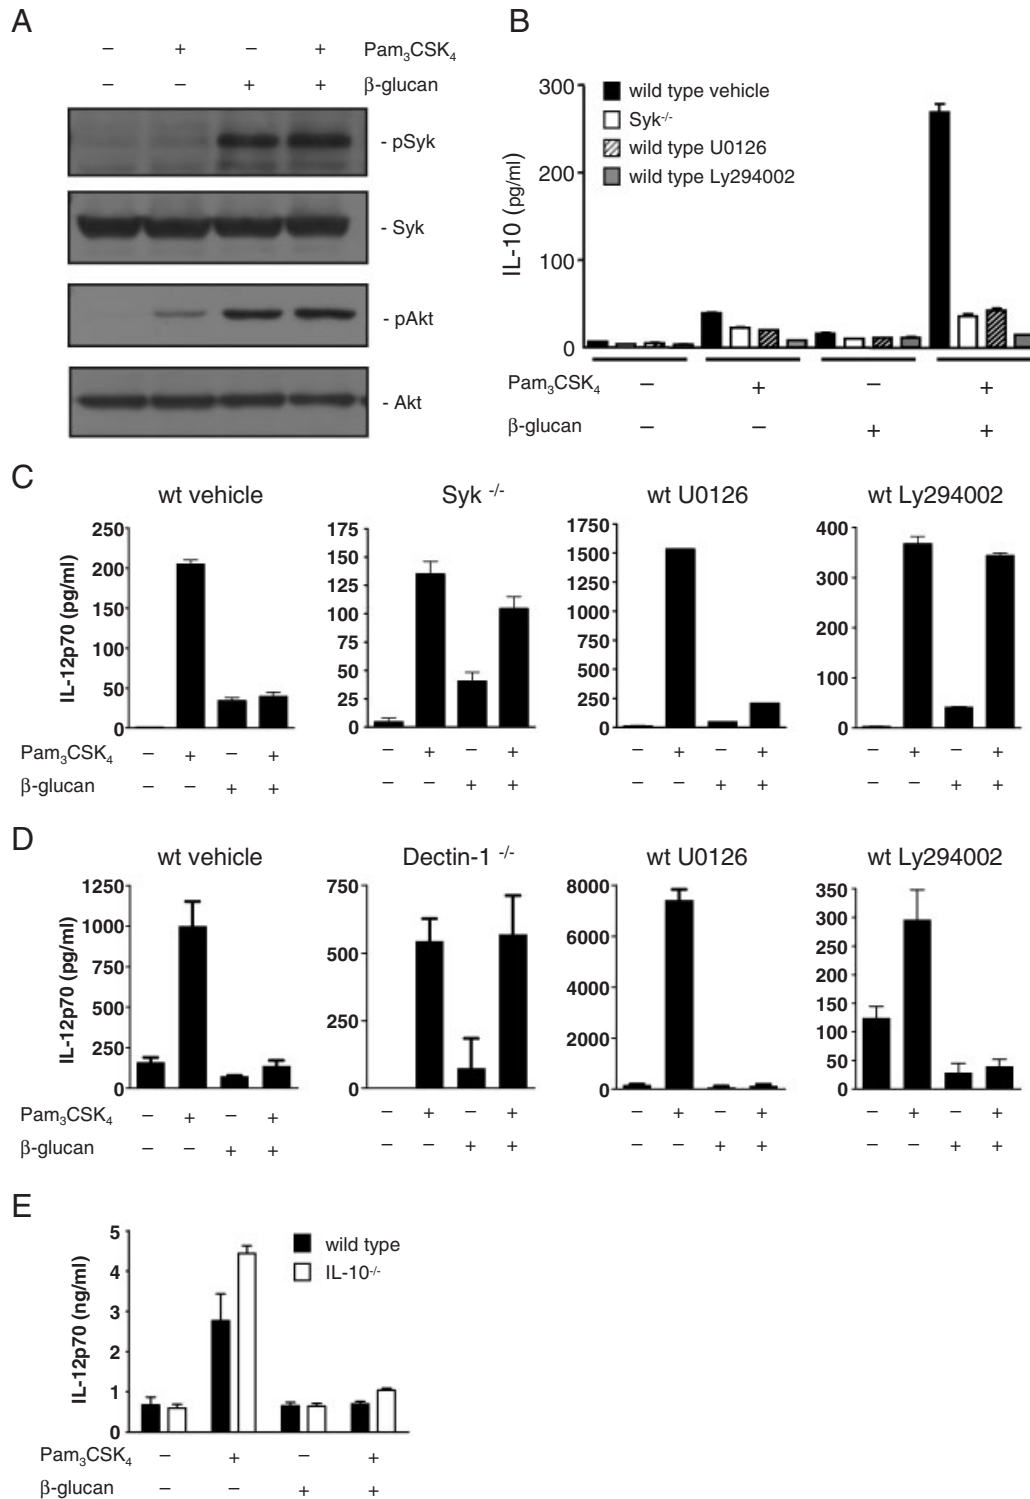 A
– + – + Pam₃CSK₄
– – + + β-glucan
- pSyk
- Syk
- pAkt
- Akt
B
IL-10 (pg/ml)
300
200
100
0
wild type vehicle
Syk-/-
wild type U0126
wild type Ly294002
Pam₃CSK₄ – + – +
β-glucan – – + +
C
wt vehicle
IL-12p70 (pg/ml)
250
200
150
100
50
0
Syk -/-
175
150
125
100
75
50
25
0
wt U0126
1750
1500
1250
1000
750
500
250
0
wt Ly294002
400
300
200
100
0
Pam₃CSK₄ – + – + – + – + – + – + – + – +
β-glucan – – + + – – + + – – + + – – + +
D
wt vehicle
IL-12p70 (pg/ml)
1250
1000
750
500
250
0
Dectin-1 -/-
750
500
250
0
wt U0126
8000
6000
4000
2000
0
wt Ly294002
350
300
250
200
150
100
50
0
Pam₃CSK₄ – + – + – + – + – + – + – + – +
β-glucan – – + + – – + + – – + + – – + +
E
IL-12p70 (ng/ml)
5
4
3
2
1
0
wild type
IL-10-/-
Pam₃CSK₄ – + – +
β-glucan – – + +